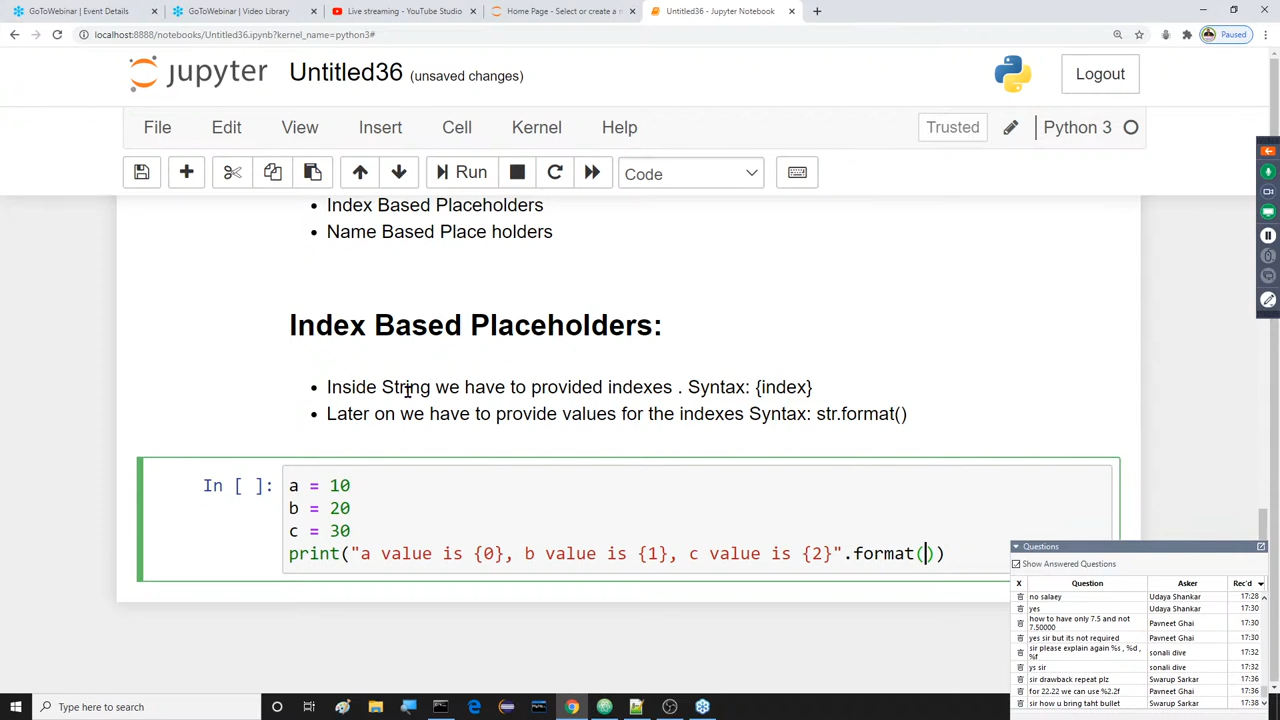 GoToWebinar | Event Details
GoToWebinar | Video Library
Live streaming - YouTube Studio
Home Page - Select or create a n
Untitled36 - Jupyter Notebook
localhost:8888/notebooks/Untitled36.ipynb?kernel_name=python3#
Paused
jupyter Untitled36 (unsaved changes)
Logout
File Edit View Insert Cell Kernel Help
Trusted Python 3
Run Code
• Index Based Placeholders
• Name Based Place holders
Index Based Placeholders:
• Inside String we have to provided indexes . Syntax: {index}
• Later on we have to provide values for the indexes Syntax: str.format()
In [ ]: a = 10
b = 20
c = 30
print("a value is {0}, b value is {1}, c value is {2}".format())
Questions
Show Answered Questions
X Question Asker Rec'd
no salaey Udaya Shankar 17:28
yes Udaya Shankar 17:30
how to have only 7.5 and not
7.50000 Pavneet Ghai 17:30
yes sir but its not required Pavneet Ghai 17:30
sir please explain again %s , %d ,
%f sonali dive 17:32
ys sir sonali dive 17:32
sir drawback repeat plz Swarup Sarkar 17:36
for 22.22 we can use %2.2f Pavneet Ghai 17:36
sir how u bring taht bullet Swarup Sarkar 17:38
Type here to search